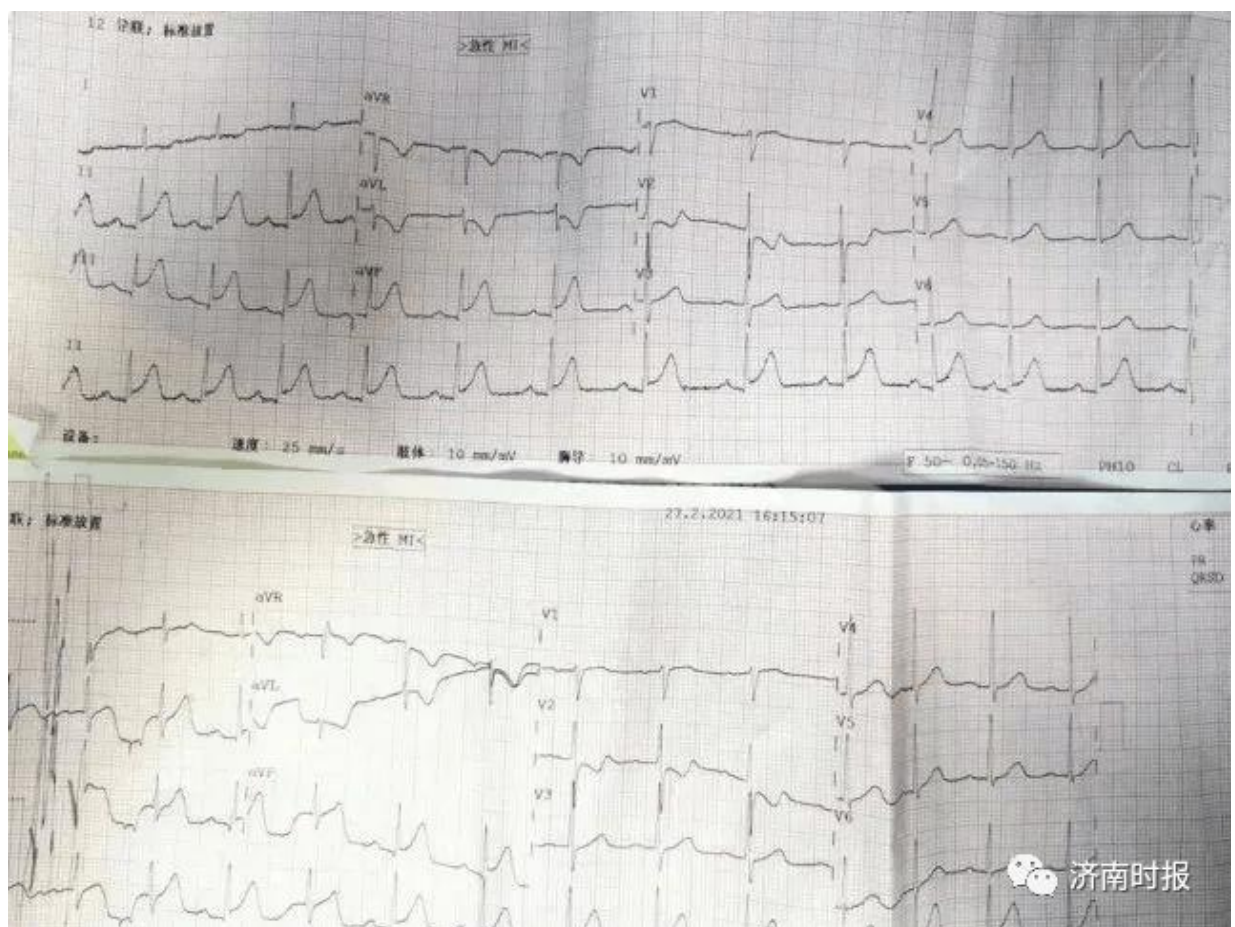 12 导联; 标准放置
>急性 MI<
I
aVR
V1
V4
II
aVL
V2
V5
III
aVF
V3
V6
II
设备:
速度: 25 mm/s
肢体: 10 mm/mV
胸导: 10 mm/mV
F 50~ 0.05-150 Hz
PH10
CL
联; 标准放置
>急性 MI<
27.2.2021 16:15:07
心率
PR
QRSD
aVR
V1
V4
aVL
V2
V5
aVF
V3
V6
济南时报